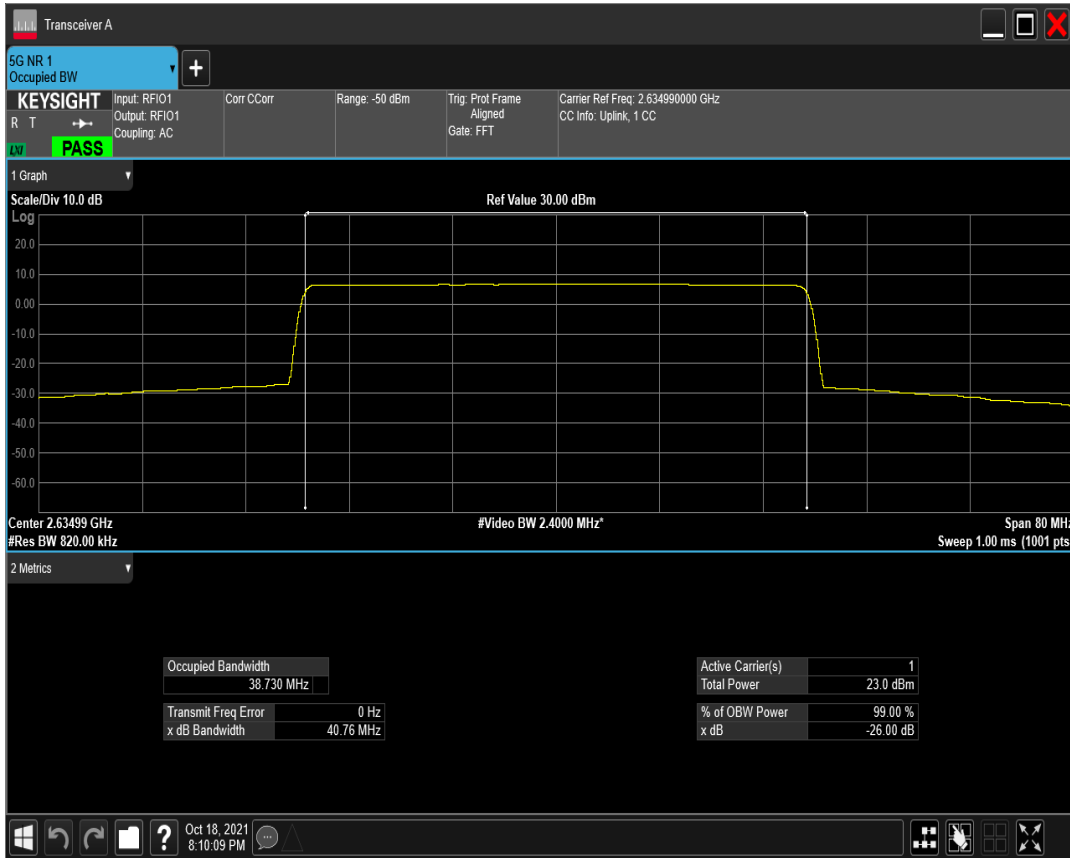 Transceiver A
5G NR 1
Occupied BW
KEYSIGHT
R T
LXI
PASS
Input: RFIO1
Output: RFIO1
Coupling: AC
Corr CCorr
Range: -50 dBm
Trig: Prot Frame
Aligned
Gate: FFT
Carrier Ref Freq: 2.634990000 GHz
CC Info: Uplink, 1 CC
1 Graph
Scale/Div 10.0 dB
Ref Value 30.00 dBm
Log
20.0
10.0
0.00
-10.0
-20.0
-30.0
-40.0
-50.0
-60.0
Center 2.63499 GHz
#Video BW 2.4000 MHz*
Span 80 MHz
#Res BW 820.00 kHz
Sweep 1.00 ms (1001 pts
2 Metrics
Occupied Bandwidth
38.730 MHz
Transmit Freq Error 0 Hz
x dB Bandwidth 40.76 MHz
Active Carrier(s) 1
Total Power 23.0 dBm
% of OBW Power 99.00 %
x dB -26.00 dB
?
Oct 18, 2021
8:10:09 PM